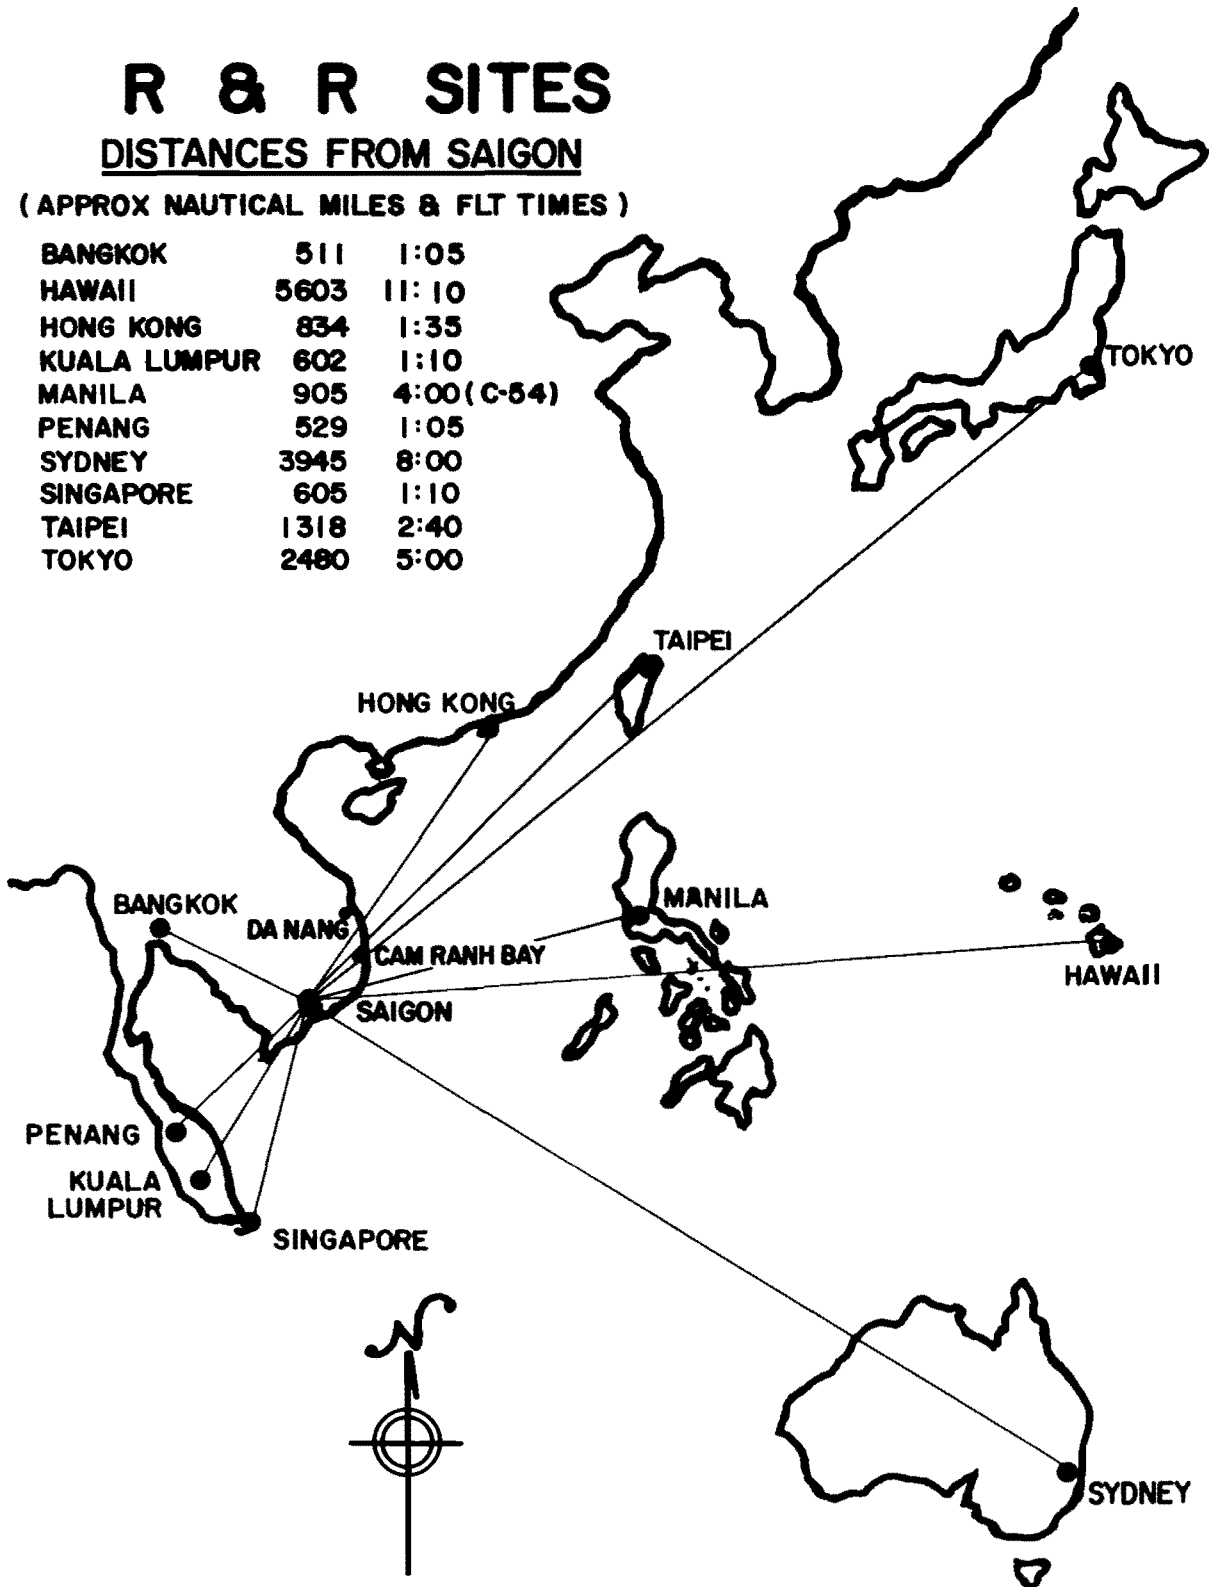 R & R SITES
DISTANCES FROM SAIGON
(APPROX NAUTICAL MILES & FLT TIMES)
BANGKOK 511 1:05
HAWAII 5603 11:10
HONG KONG 834 1:35
KUALA LUMPUR 602 1:10
MANILA 905 4:00(C-54)
PENANG 529 1:05
SYDNEY 3945 8:00
SINGAPORE 605 1:10
TAIPEI 1318 2:40
TOKYO 2480 5:00
TOKYO
TAIPEI
HONG KONG
MANILA
BANGKOK
DA NANG
CAM RANH BAY
HAWAII
SAIGON
PENANG
KUALA
LUMPUR
SINGAPORE
N
SYDNEY